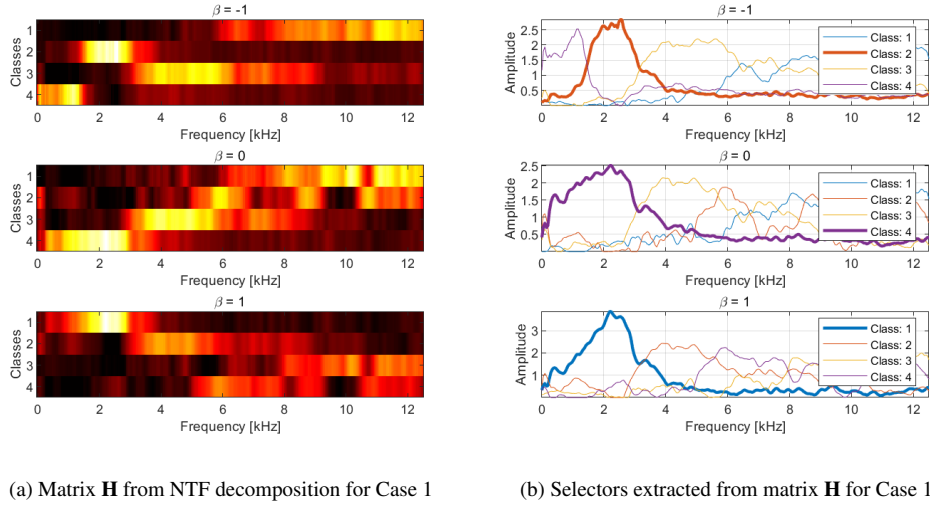 β = -1
Classes
1
2
3
4
0 2 4 6 8 10 12
Frequency [kHz]
β = 0
Classes
1
2
3
4
0 2 4 6 8 10 12
Frequency [kHz]
β = 1
Classes
1
2
3
4
0 2 4 6 8 10 12
Frequency [kHz]
(a) Matrix H from NTF decomposition for Case 1
β = -1
Amplitude
2.5
2
1.5
1
0.5
Class: 1
Class: 2
Class: 3
Class: 4
0 2 4 6 8 10 12
Frequency [kHz]
β = 0
Amplitude
2.5
2
1.5
1
0.5
Class: 1
Class: 2
Class: 3
Class: 4
0 2 4 6 8 10 12
Frequency [kHz]
β = 1
Amplitude
3
2
1
Class: 1
Class: 2
Class: 3
Class: 4
0 2 4 6 8 10 12
Frequency [kHz]
(b) Selectors extracted from matrix H for Case 1